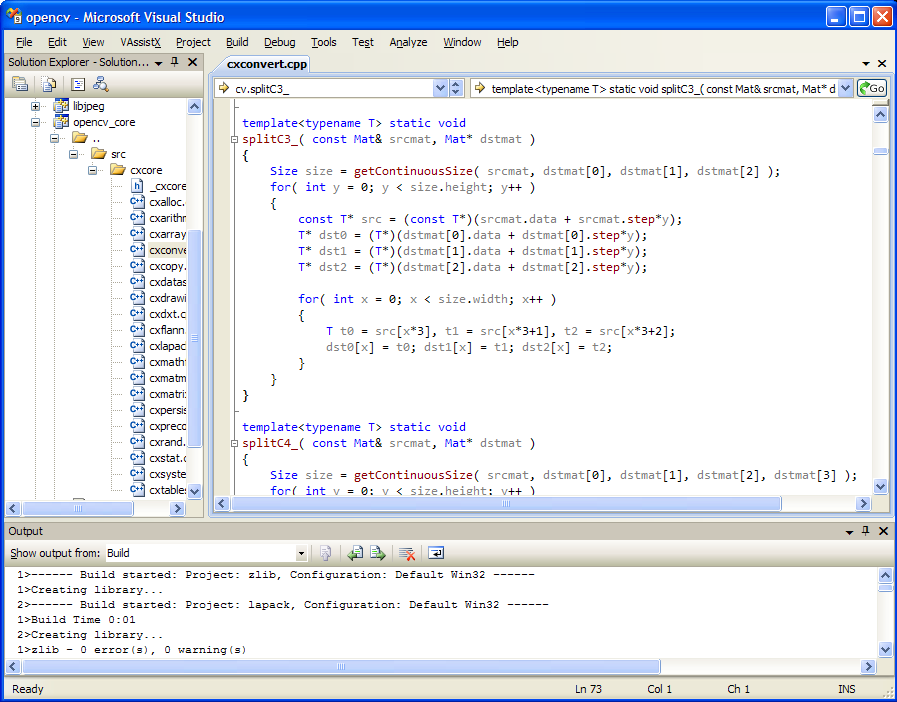 opencv - Microsoft Visual Studio
File Edit View VAssistX Project Build Debug Tools Test Analyze Window Help
Solution Explorer - Solution...
libjpeg
opencv_core
..
src
cxcore
_cxcore
cxalloc.
cxarithm
cxarray
cxconve
cxcopy.
cxdatas
cxdrawi
cxdxt.c
cxflann
cxlapac
cxmath
cxmatm
cxmatri
cxpersis
cxpreco
cxrand.
cxstat.c
cxsyste
cxtables
cxconvert.cpp
cv.splitC3_
template<typename T> static void splitC3_( const Mat& srcmat, Mat* d
Go
template<typename T> static void
splitC3_( const Mat& srcmat, Mat* dstmat )
{
Size size = getContinuousSize( srcmat, dstmat[0], dstmat[1], dstmat[2] );
for( int y = 0; y < size.height; y++ )
{
const T* src = (const T*)(srcmat.data + srcmat.step*y);
T* dst0 = (T*)(dstmat[0].data + dstmat[0].step*y);
T* dst1 = (T*)(dstmat[1].data + dstmat[1].step*y);
T* dst2 = (T*)(dstmat[2].data + dstmat[2].step*y);
for( int x = 0; x < size.width; x++ )
{
T t0 = src[x*3], t1 = src[x*3+1], t2 = src[x*3+2];
dst0[x] = t0; dst1[x] = t1; dst2[x] = t2;
}
}
}
template<typename T> static void
splitC4_( const Mat& srcmat, Mat* dstmat )
{
Size size = getContinuousSize( srcmat, dstmat[0], dstmat[1], dstmat[2], dstmat[3] );
for( int y = 0; y < size.height; y++ )
Output
Show output from: Build
1>------ Build started: Project: zlib, Configuration: Default Win32 ------
1>Creating library...
2>------ Build started: Project: lapack, Configuration: Default Win32 ------
1>Build Time 0:01
2>Creating library...
1>zlib - 0 error(s), 0 warning(s)
Ready Ln 73 Col 1 Ch 1 INS